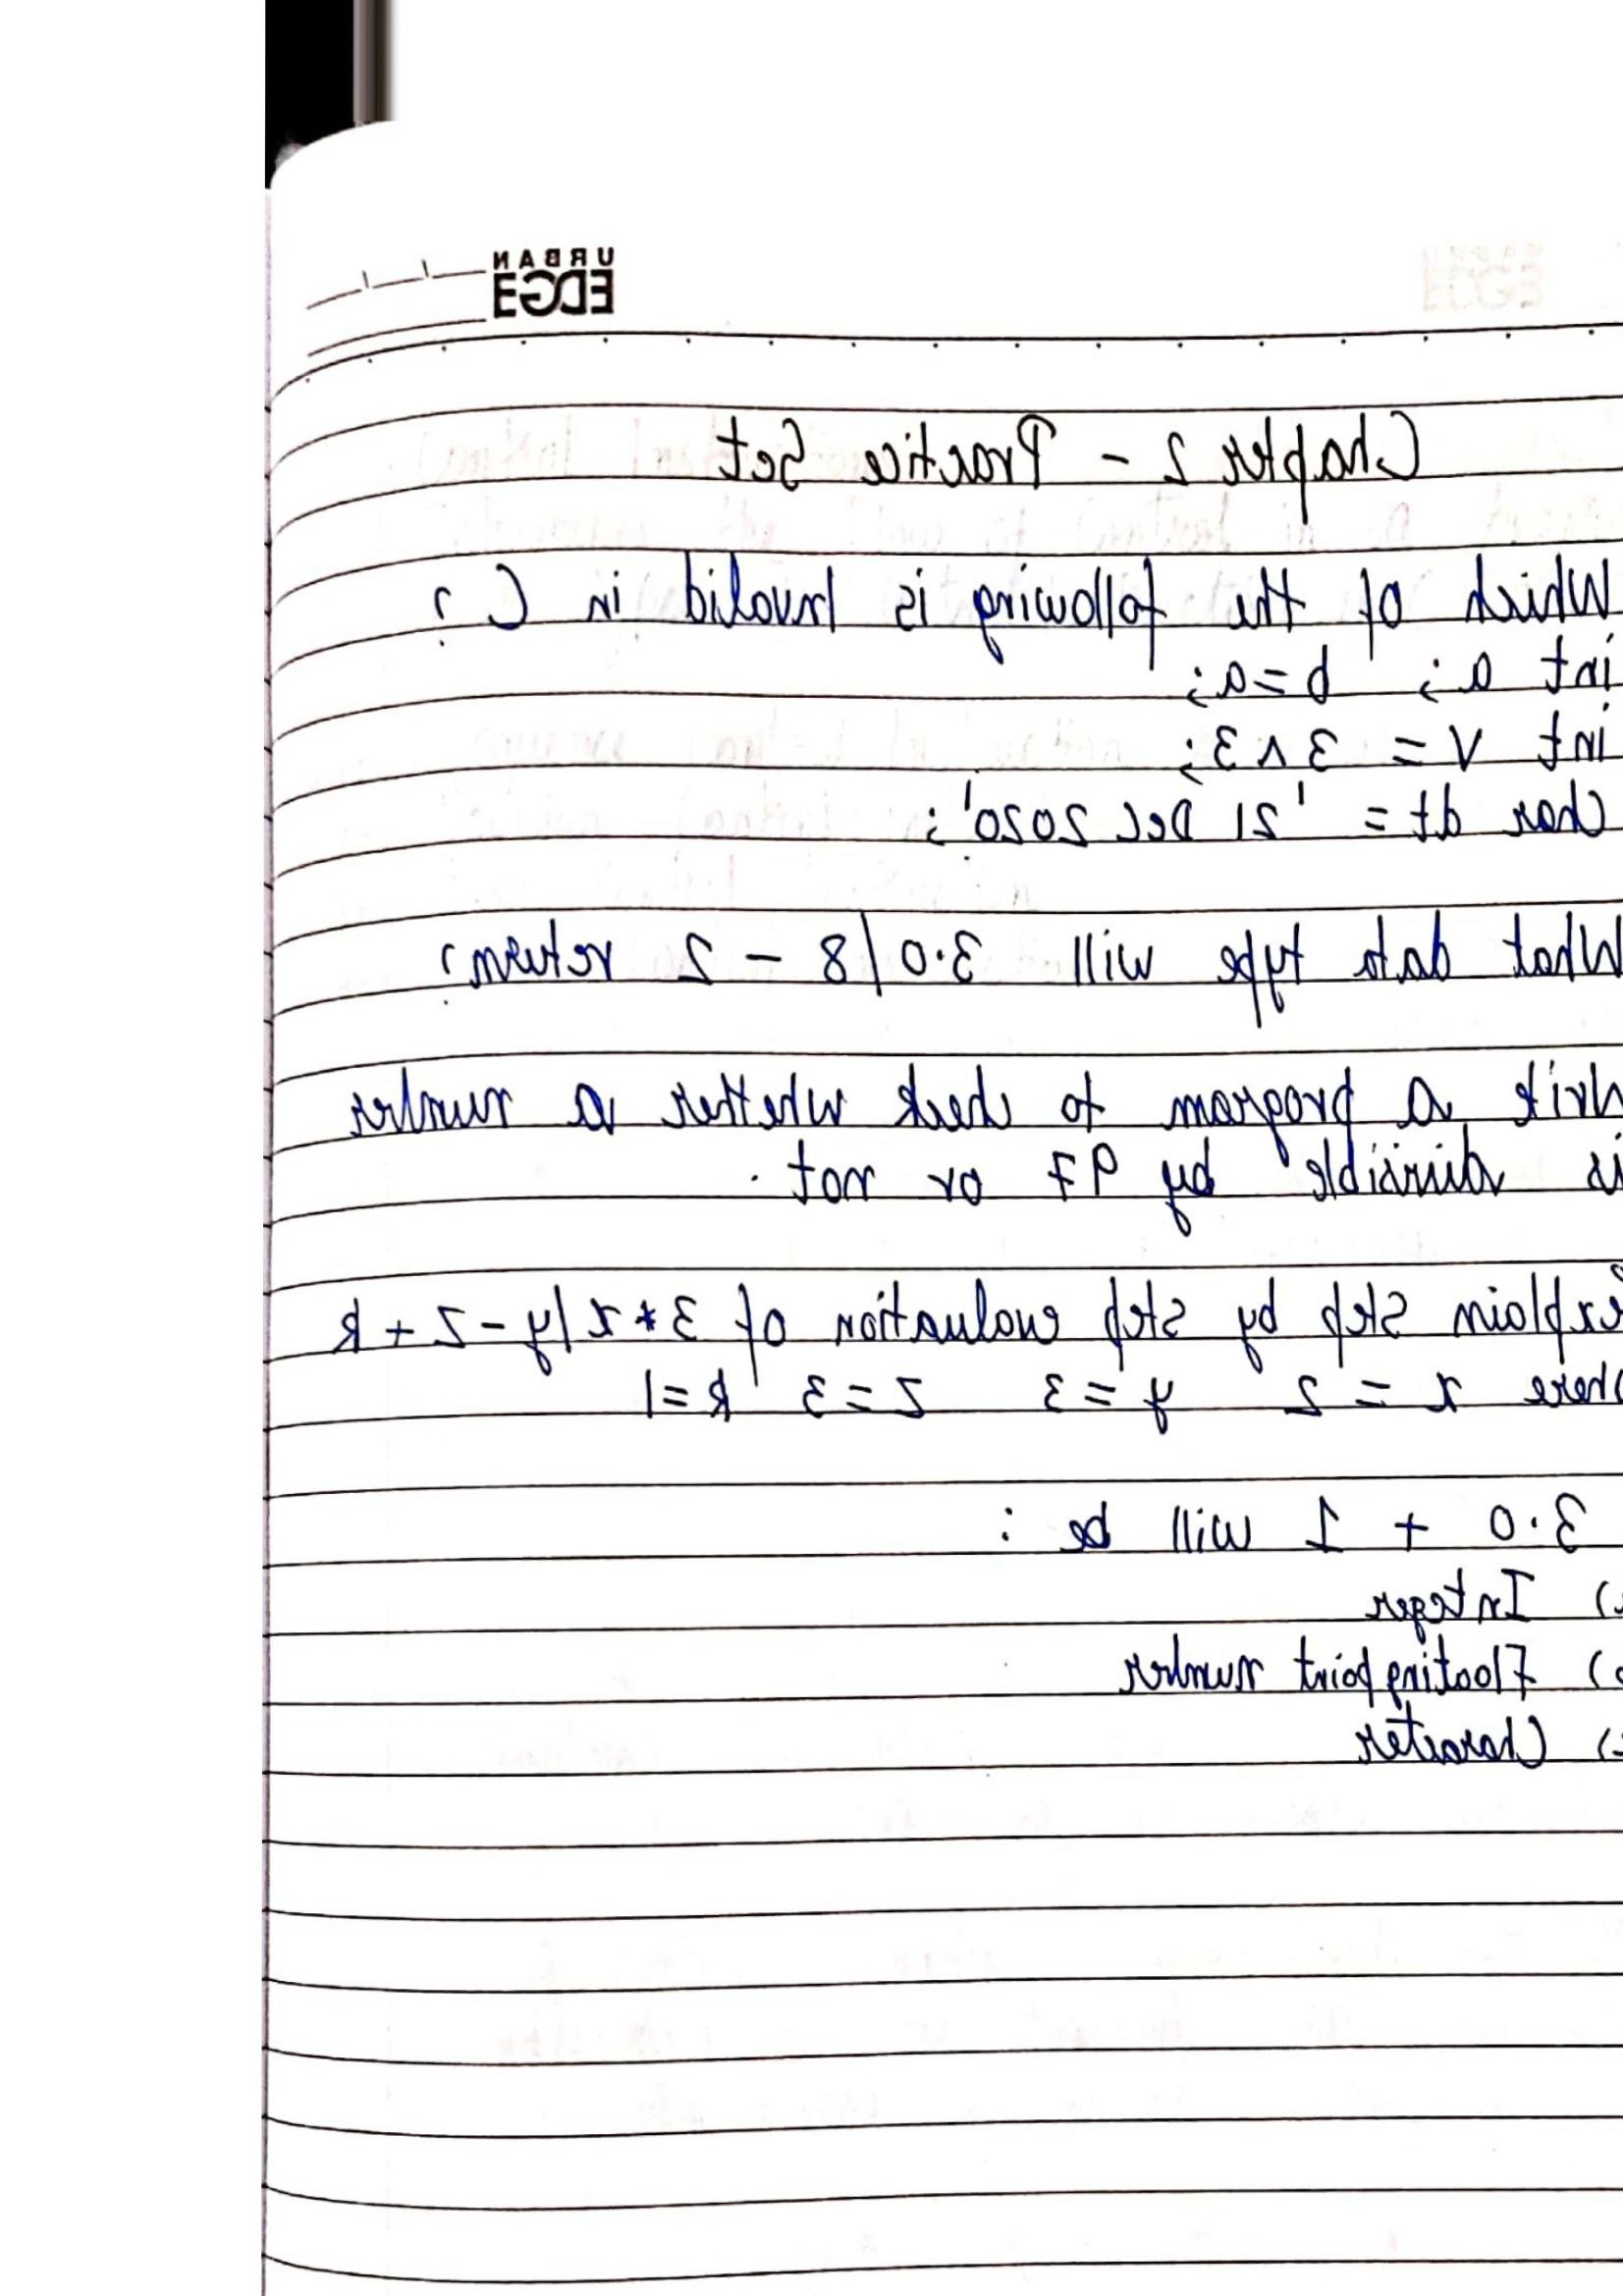 URBAN
EDGE
Chapter 2 - Practice Set
Which of the following is Invalid in C ?
int a; b=a;
int v = 3^3;
Char dt = '21 Dec 2020';
What data type will 3.0/8 - 2 return?
Write a program to check whether a number
is divisible by 97 or not.
Explain step by step evaluation of 3*x/y-z+k
where x = 2 y = 3 z = 3 k = 1
3.0 + 1 will be :
) Integer
) Floating point number
) Character